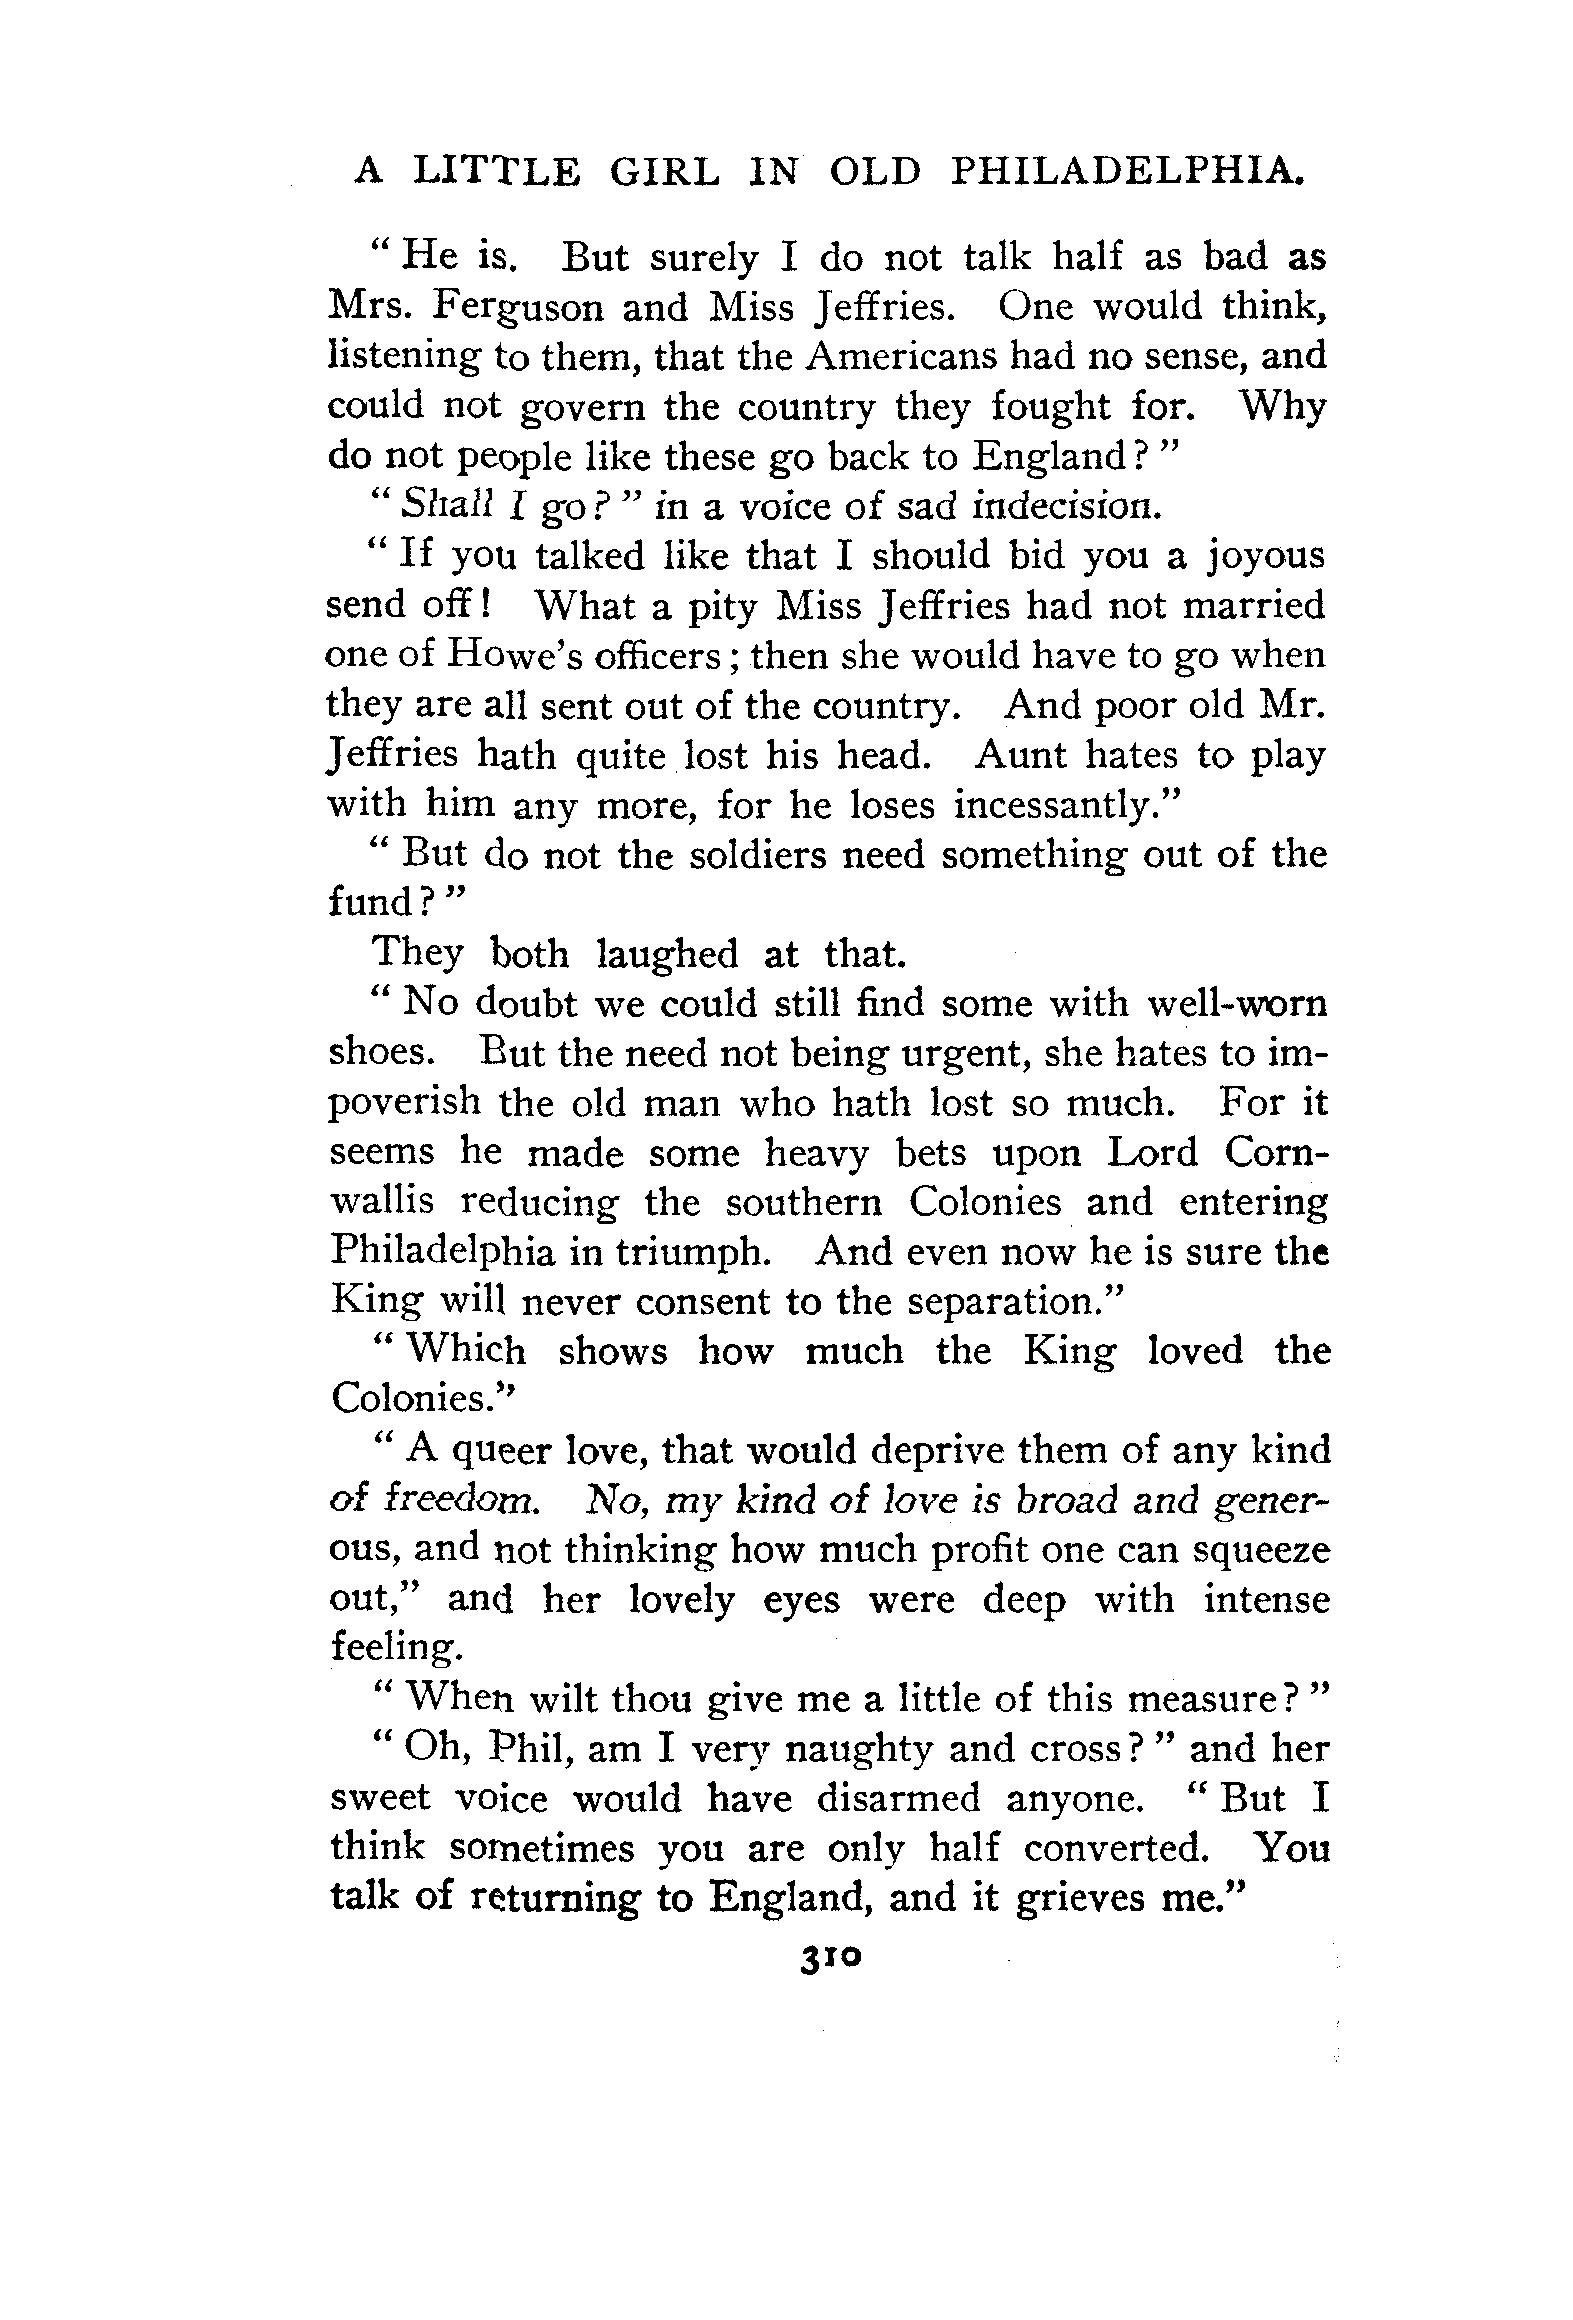 A LITTLE GIRL IN OLD PHILADELPHIA.
“ He is. But surely I do not talk half as bad as
Mrs. Ferguson and Miss Jeffries. One would think,
listening to them, that the Americans had no sense, and
could not govern the country they fought for. Why
do not people like these go back to England? ”
“ Shall I go? ” in a voice of sad indecision.
“ If you talked like that I should bid you a joyous
send off! What a pity Miss Jeffries had not married
one of Howe’s officers; then she would have to go when
they are all sent out of the country. And poor old Mr.
Jeffries hath quite lost his head. Aunt hates to play
with him any more, for he loses incessantly.”
“ But do not the soldiers need something out of the
fund? ”
They both laughed at that.
“ No doubt we could still find some with well-worn
shoes. But the need not being urgent, she hates to im-
poverish the old man who hath lost so much. For it
seems he made some heavy bets upon Lord Corn-
wallis reducing the southern Colonies and entering
Philadelphia in triumph. And even now he is sure the
King will never consent to the separation.”
“ Which shows how much the King loved the
Colonies.”
“ A queer love, that would deprive them of any kind
of freedom. No, my kind of love is broad and gener-
ous, and not thinking how much profit one can squeeze
out,” and her lovely eyes were deep with intense
feeling.
“ When wilt thou give me a little of this measure? ”
“ Oh, Phil, am I very naughty and cross? ” and her
sweet voice would have disarmed anyone. “ But I
think sometimes you are only half converted. You
talk of returning to England, and it grieves me.”
310